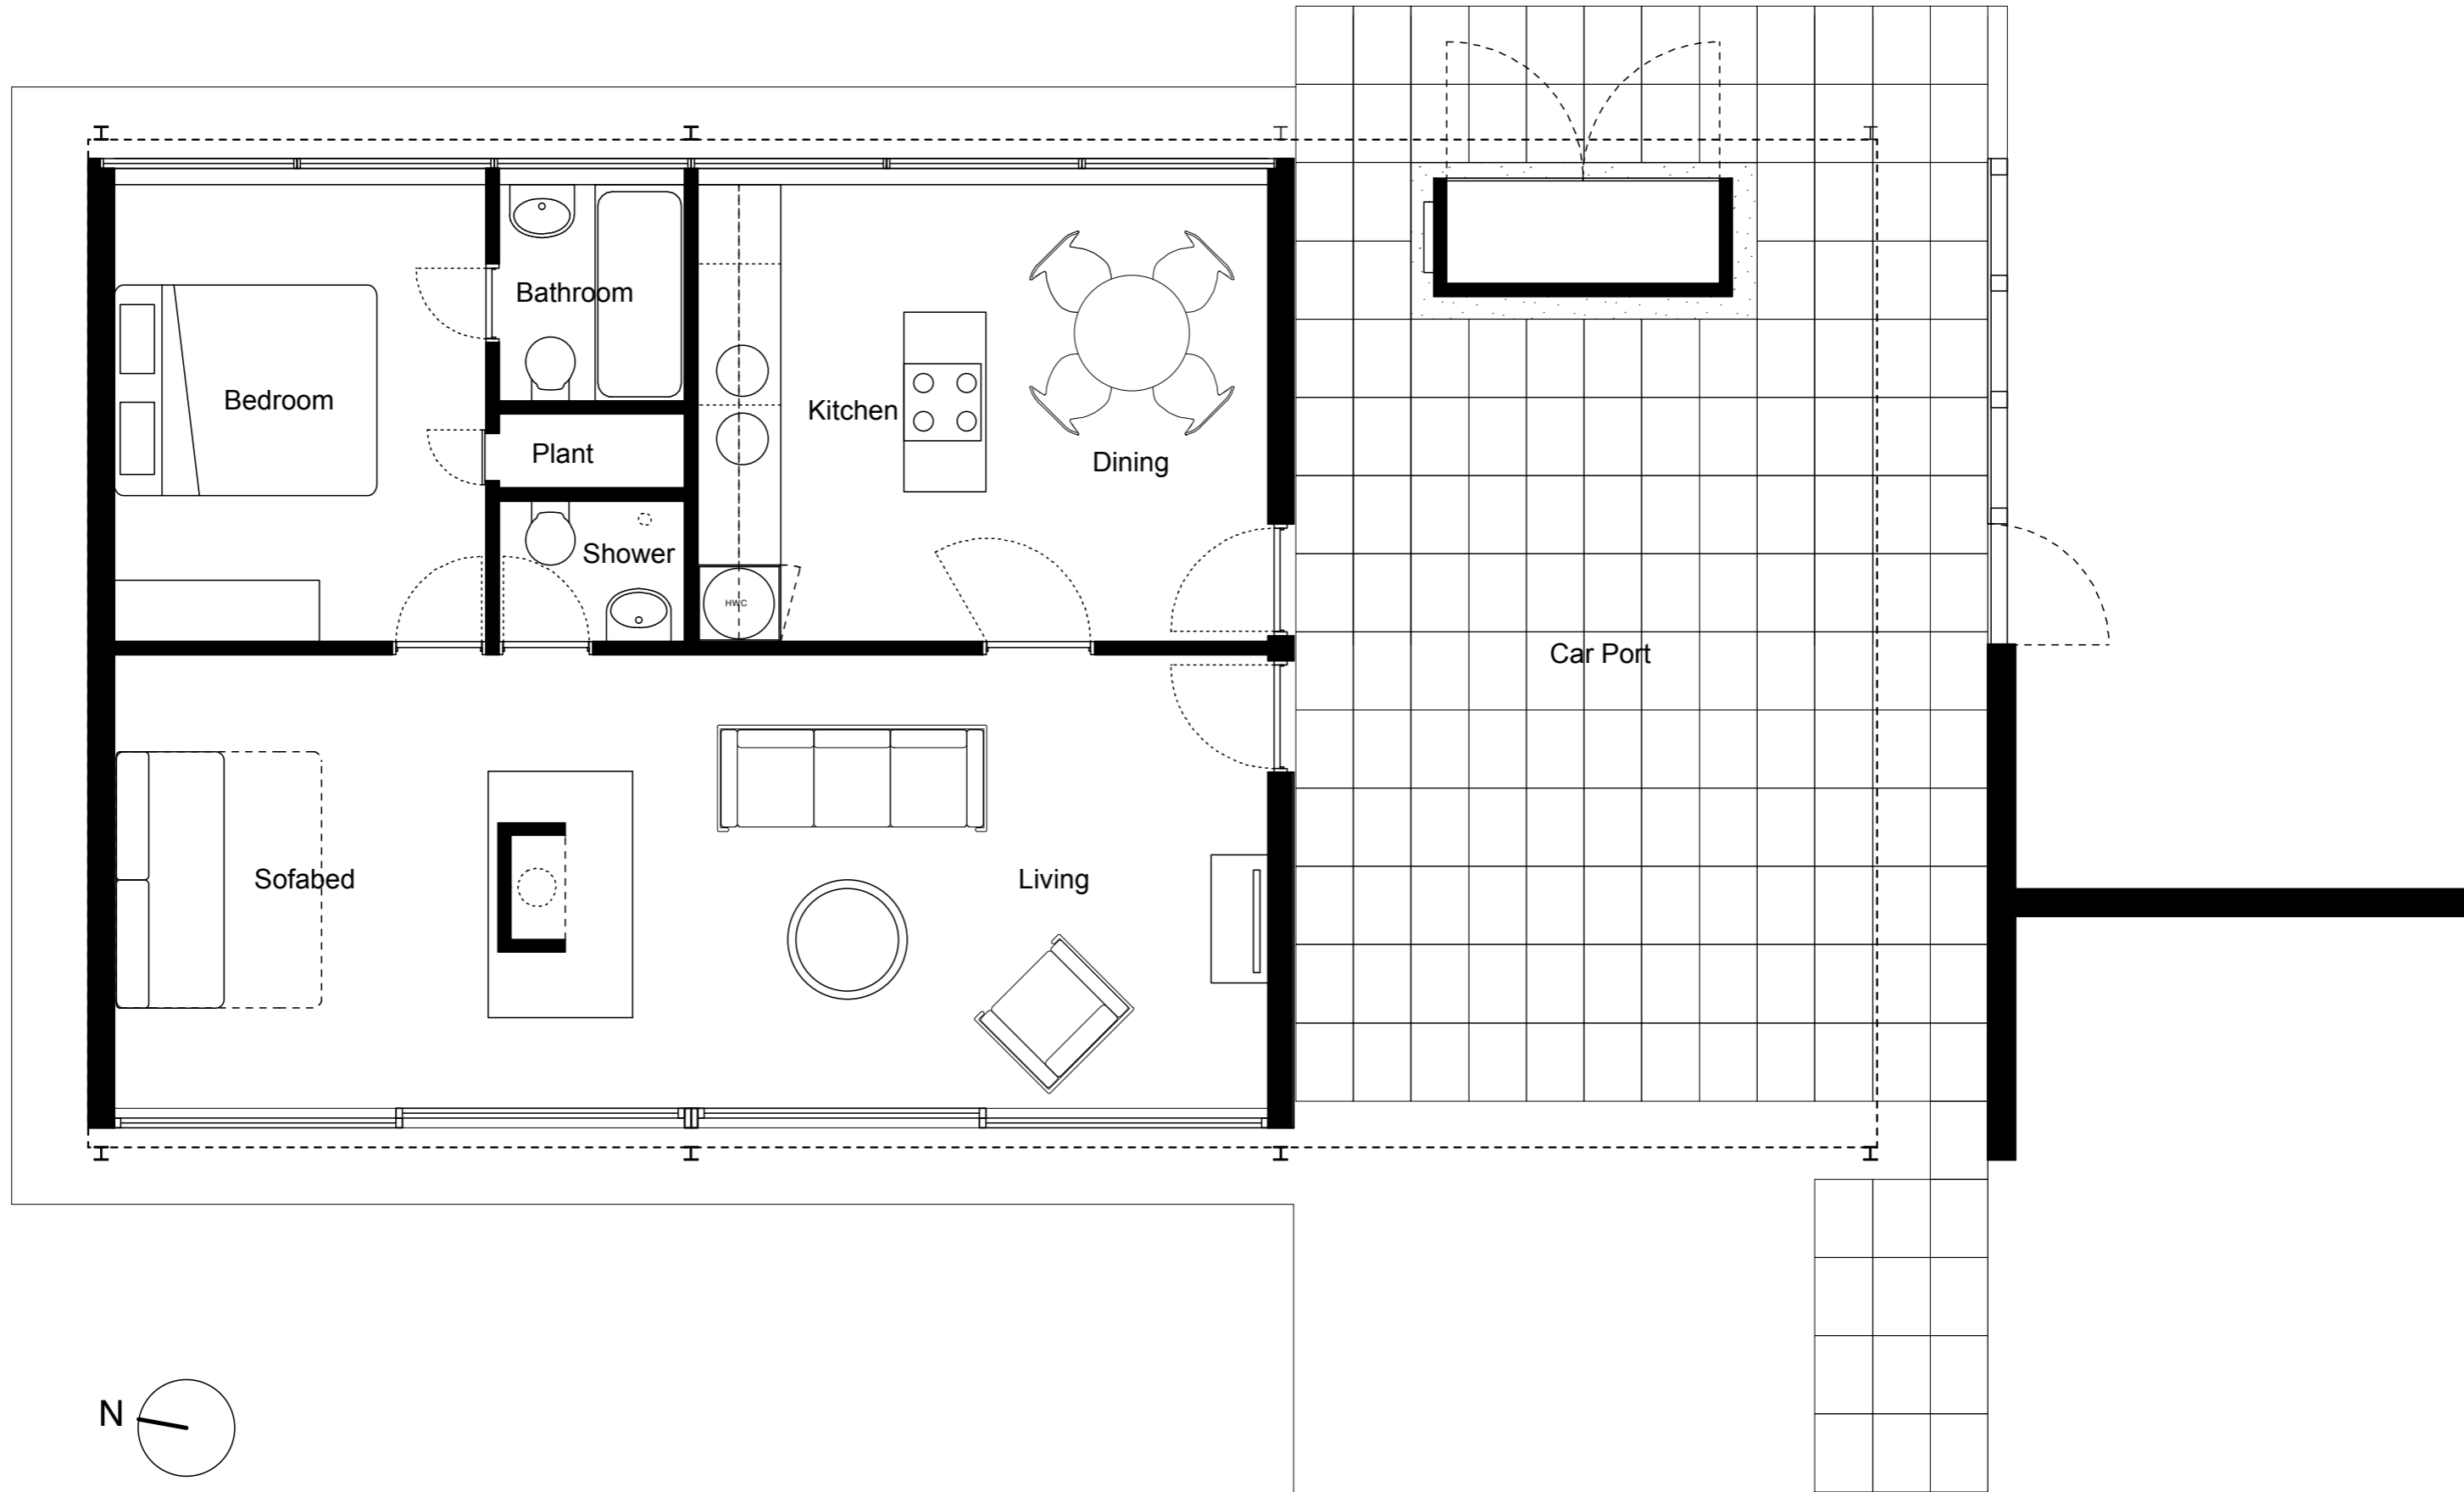 Bathroom
Bedroom
Kitchen
Plant
Dining
Shower
HWC
Car Port
Sofabed
Living
N